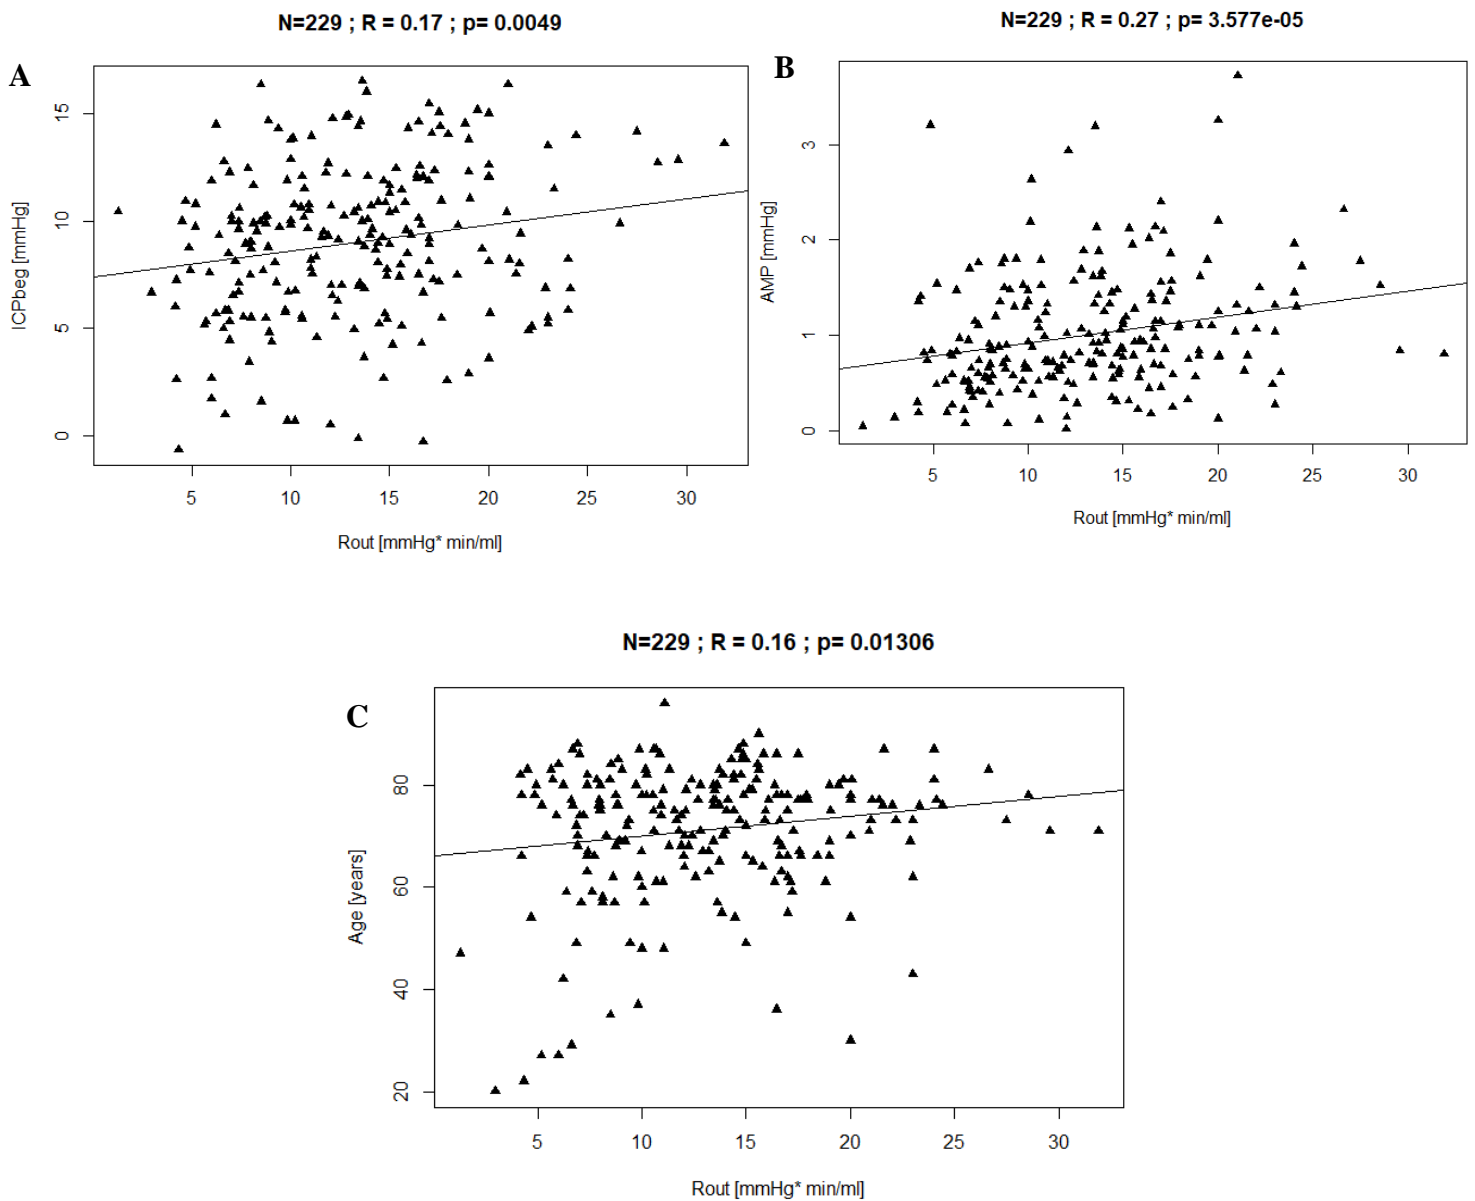 N=229 ; R = 0.17 ; p= 0.0049
A
ICPbeg [mmHg]
15
10
5
0
5 10 15 20 25 30
Rout [mmHg* min/ml]
N=229 ; R = 0.27 ; p= 3.577e-05
B
AMP [mmHg]
3
2
1
0
5 10 15 20 25 30
Rout [mmHg* min/ml]
N=229 ; R = 0.16 ; p= 0.01306
C
Age [years]
80
60
40
20
5 10 15 20 25 30
Rout [mmHg* min/ml]